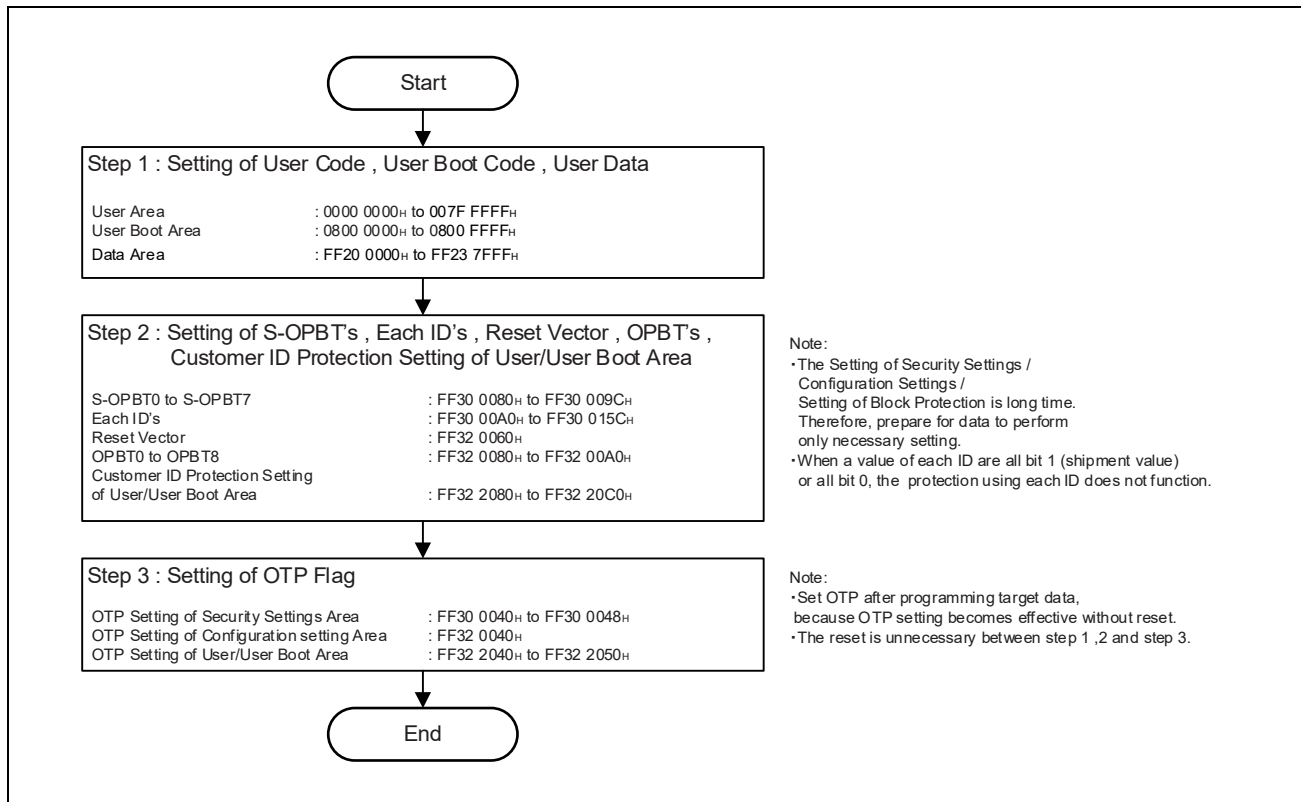 Start
Step 1 : Setting of User Code , User Boot Code , User Data
User Area : 0000 0000H to 007F FFFFH
User Boot Area : 0800 0000H to 0800 FFFFH
Data Area : FF20 0000H to FF23 7FFFH
Step 2 : Setting of S-OPBT's , Each ID's , Reset Vector , OPBT's ,
Customer ID Protection Setting of User/User Boot Area
S-OPBT0 to S-OPBT7 : FF30 0080H to FF30 009CH
Each ID's : FF30 00A0H to FF30 015CH
Reset Vector : FF32 0060H
OPBT0 to OPBT8 : FF32 0080H to FF32 00A0H
Customer ID Protection Setting
of User/User Boot Area : FF32 2080H to FF32 20C0H
Note:
・The Setting of Security Settings /
Configuration Settings /
Setting of Block Protection is long time.
Therefore, prepare for data to perform
only necessary setting.
・When a value of each ID are all bit 1 (shipment value)
or all bit 0, the protection using each ID does not function.
Step 3 : Setting of OTP Flag
OTP Setting of Security Settings Area : FF30 0040H to FF30 0048H
OTP Setting of Configuration setting Area : FF32 0040H
OTP Setting of User/User Boot Area : FF32 2040H to FF32 2050H
Note:
・Set OTP after programming target data,
because OTP setting becomes effective without reset.
・The reset is unnecessary between step 1 ,2 and step 3.
End